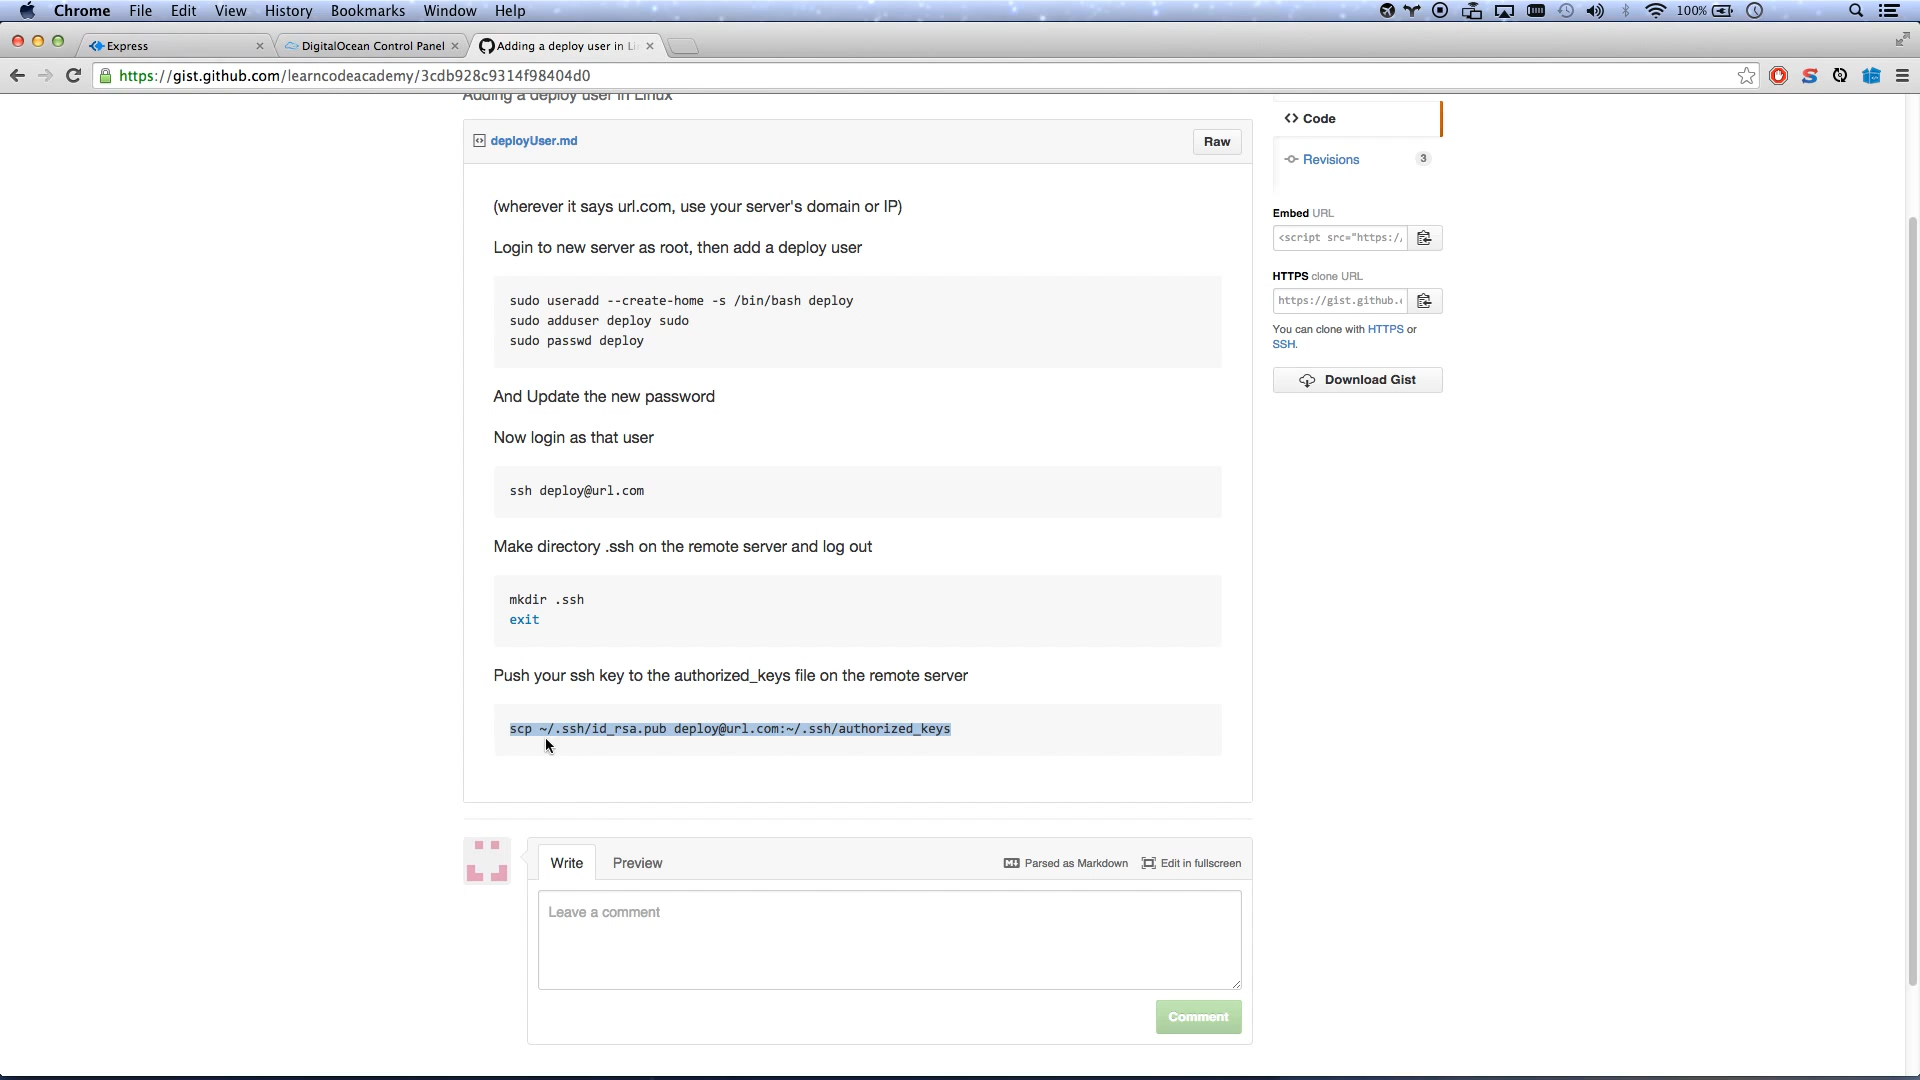 Chrome File Edit View History Bookmarks Window Help 100%
Express
DigitalOcean Control Panel
Adding a deploy user in Li
https://gist.github.com/learncodeacademy/3cdb928c9314f98404d0
Adding a deploy user in Linux
deployUser.md
Raw
(wherever it says url.com, use your server's domain or IP)
Login to new server as root, then add a deploy user
sudo useradd --create-home -s /bin/bash deploy
sudo adduser deploy sudo
sudo passwd deploy
And Update the new password
Now login as that user
ssh deploy@url.com
Make directory .ssh on the remote server and log out
mkdir .ssh
exit
Push your ssh key to the authorized_keys file on the remote server
scp ~/.ssh/id_rsa.pub deploy@url.com:~/.ssh/authorized_keys
Write Preview
Parsed as Markdown Edit in fullscreen
Leave a comment
Comment
<> Code
Revisions 3
Embed URL
<script src="https:/
HTTPS clone URL
https://gist.github.
You can clone with HTTPS or
SSH.
Download Gist